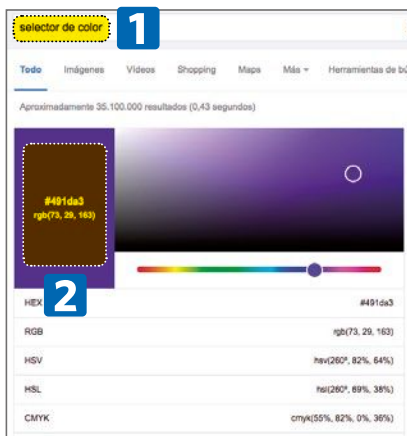 selector de color
1
Todo Imágenes Vídeos Shopping Maps Más Herramientas de bú
Aproximadamente 35.100.000 resultados (0,43 segundos)
#491da3
rgb(73, 29, 163)
2
HEX #491da3
RGB rgb(73, 29, 163)
HSV hsv(260º, 82%, 64%)
HSL hsl(260º, 69%, 38%)
CMYK cmyk(55%, 82%, 0%, 36%)